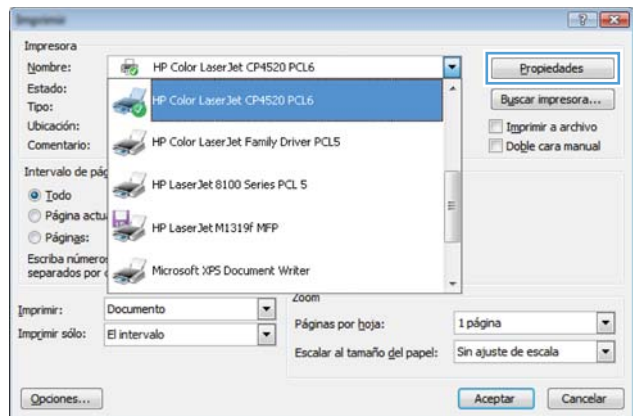 Impresora
Nombre: HP Color LaserJet CP4520 PCL6 Propiedades
Estado: HP Color LaserJet CP4520 PCL6
Tipo: Buscar impresora...
Ubicación: HP Color LaserJet Family Driver PCL5 Imprimir a archivo
Comentario: Doble cara manual
Intervalo de pág
HP LaserJet 8100 Series PCL 5
Todo
Página actu
HP LaserJet M1319f MFP
Páginas:
Escriba número
separados por
Microsoft XPS Document Writer
Zoom
Imprimir: Documento
Páginas por hoja: 1 página
Imprimir sólo: El intervalo
Escalar al tamaño del papel: Sin ajuste de escala
Opciones... Aceptar Cancelar